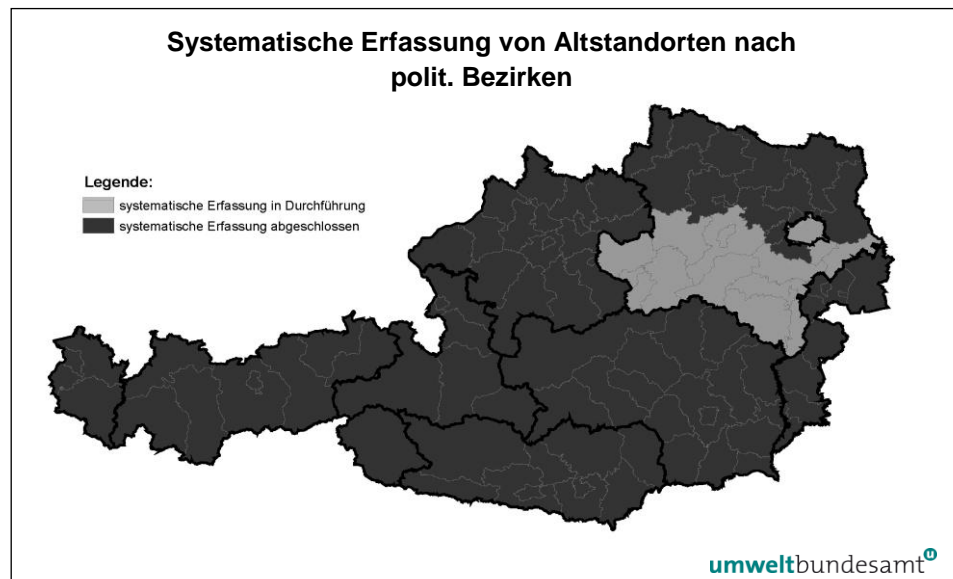 Systematische Erfassung von Altstandorten nach
polit. Bezirken
Legende:
systematische Erfassung in Durchführung
systematische Erfassung abgeschlossen
umweltbundesamt u